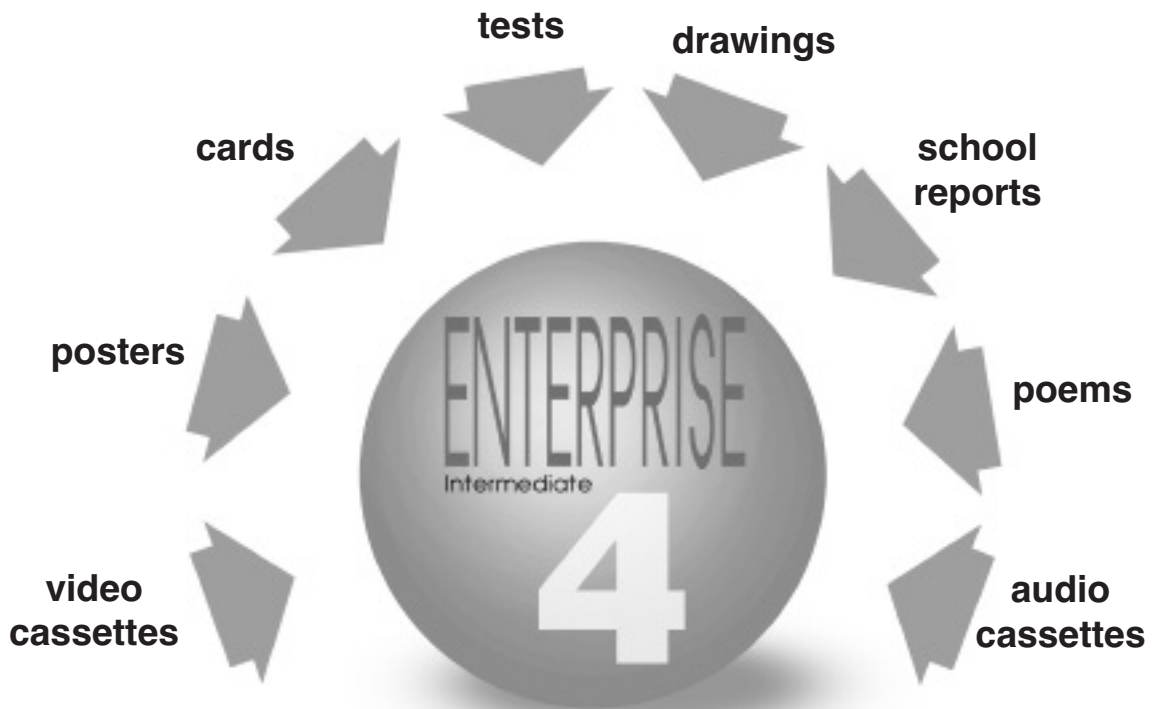 tests
drawings
cards
school
reports
posters
poems
ENTERPRISE
Intermediate
4
video
cassettes
audio
cassettes